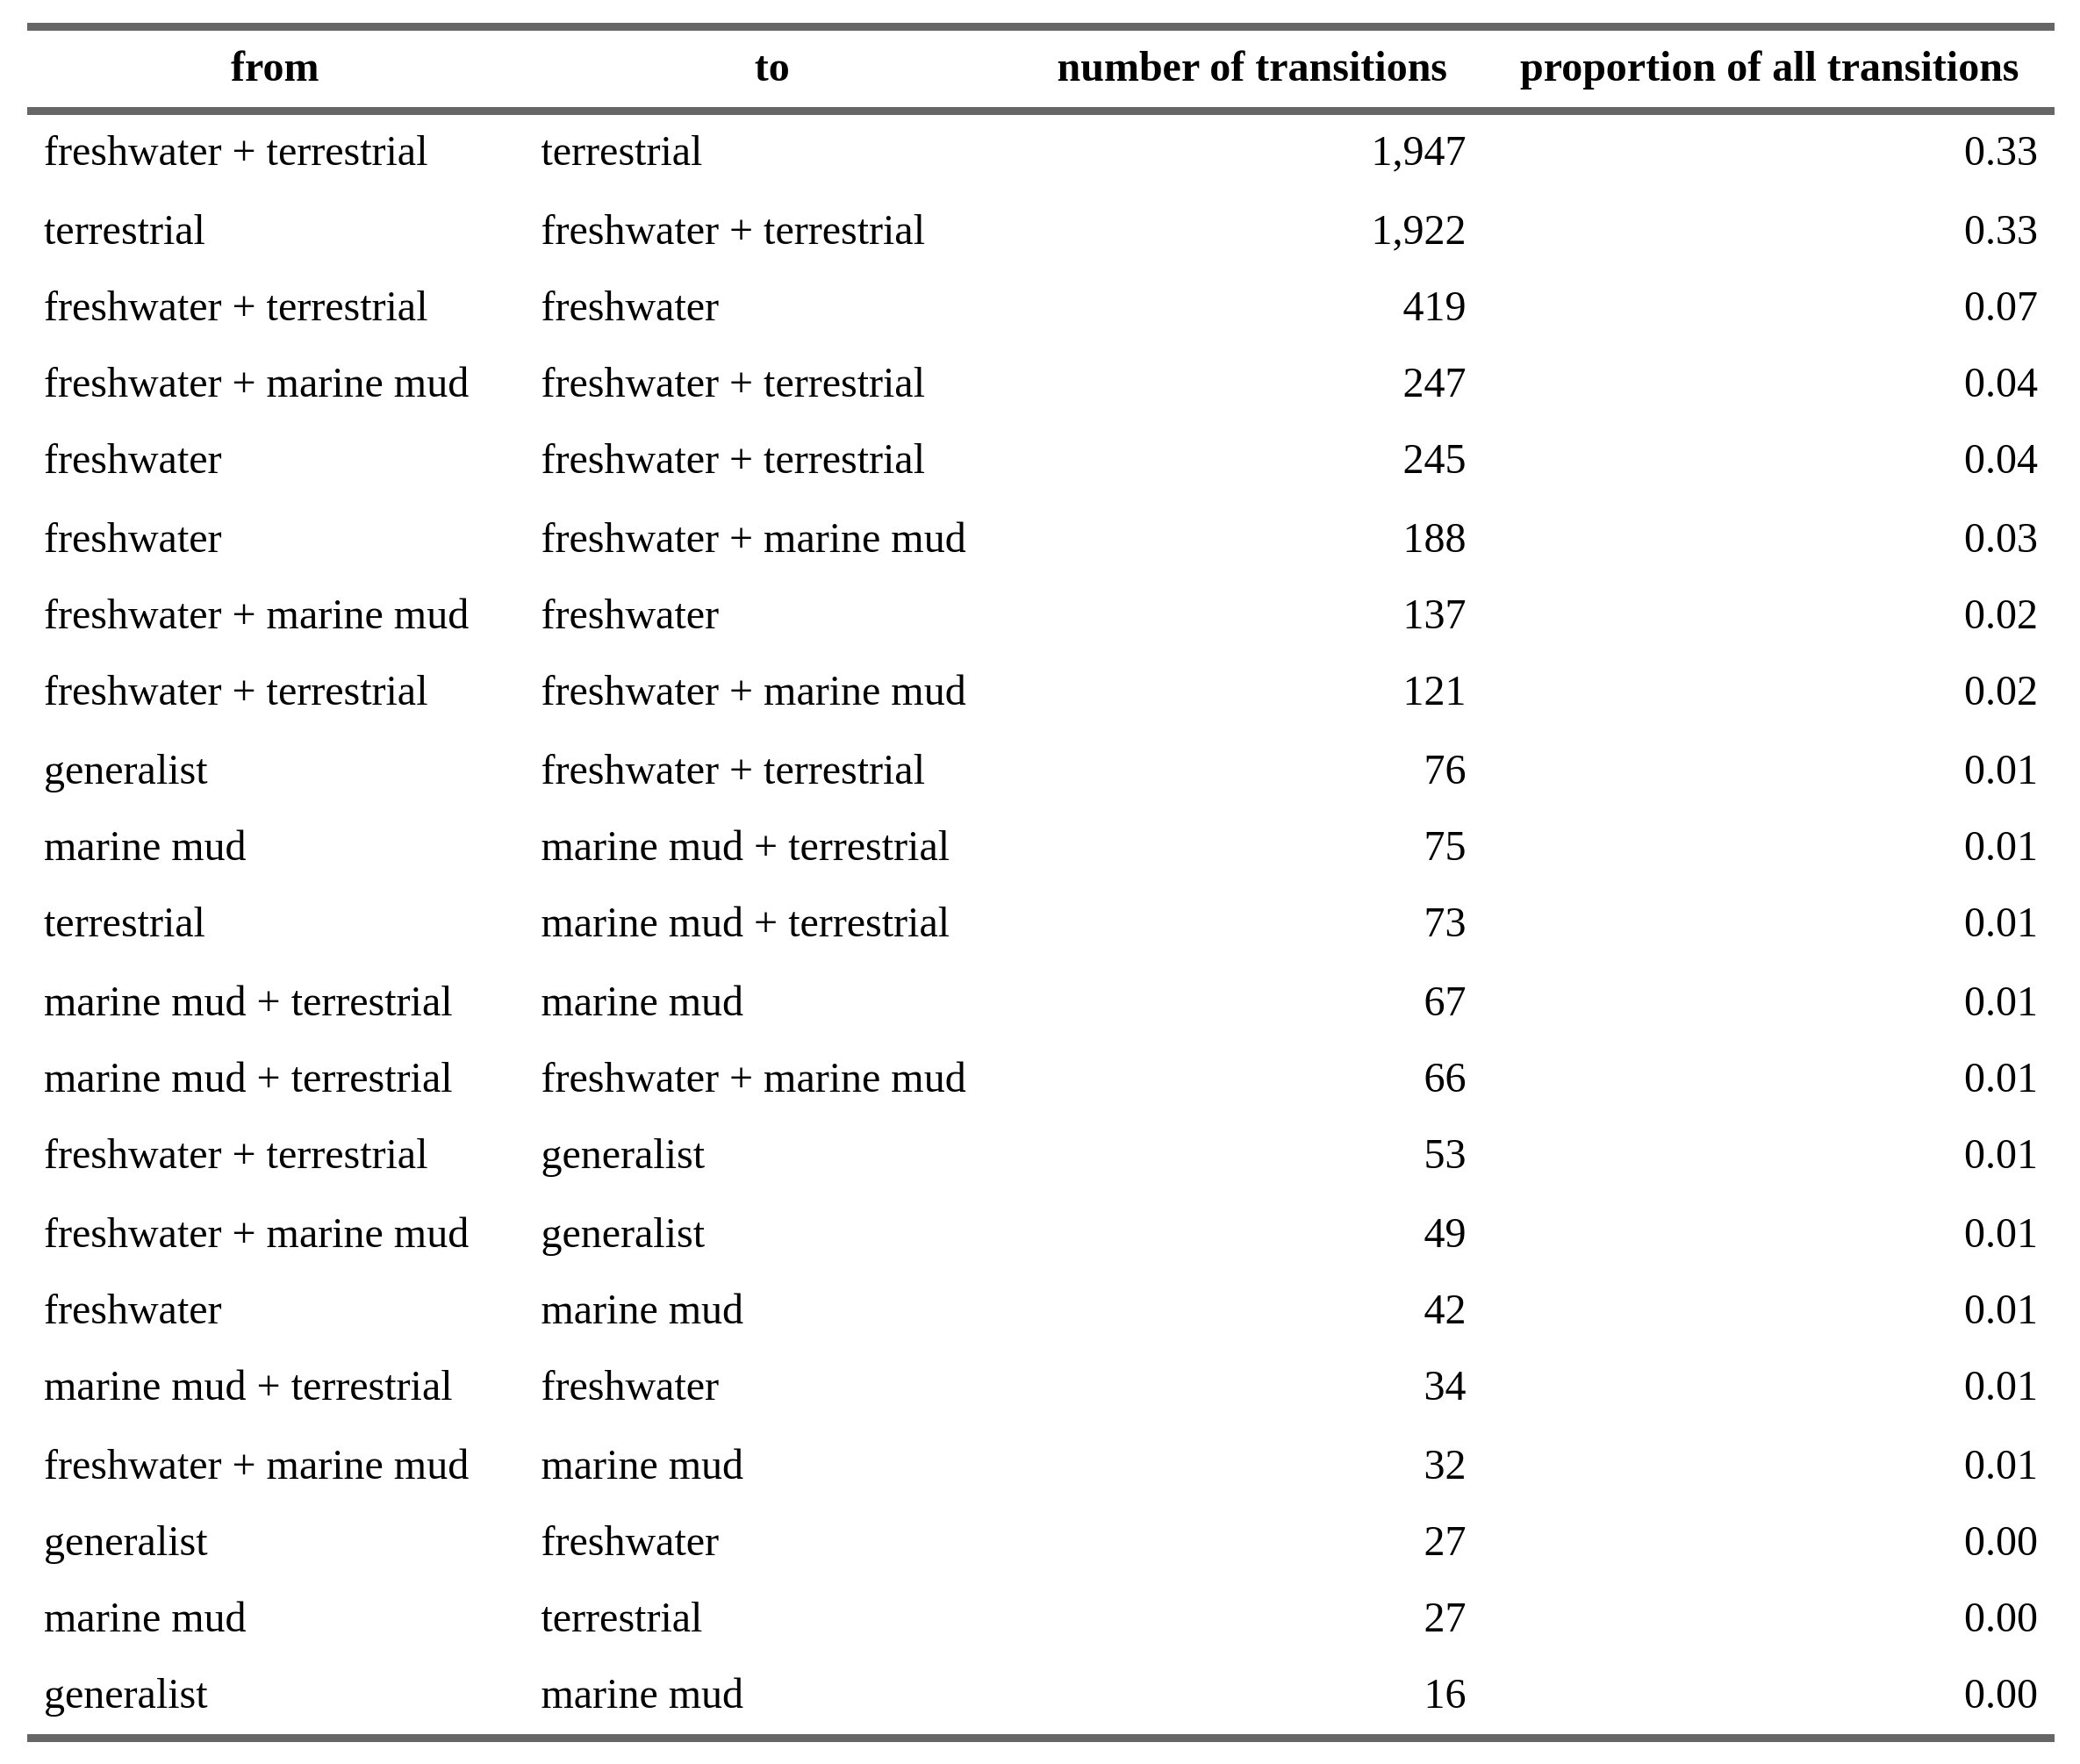 from to number of transitions proportion of all transitions
freshwater + terrestrial terrestrial 1,947 0.33
terrestrial freshwater + terrestrial 1,922 0.33
freshwater + terrestrial freshwater 419 0.07
freshwater + marine mud freshwater + terrestrial 247 0.04
freshwater freshwater + terrestrial 245 0.04
freshwater freshwater + marine mud 188 0.03
freshwater + marine mud freshwater 137 0.02
freshwater + terrestrial freshwater + marine mud 121 0.02
generalist freshwater + terrestrial 76 0.01
marine mud marine mud + terrestrial 75 0.01
terrestrial marine mud + terrestrial 73 0.01
marine mud + terrestrial marine mud 67 0.01
marine mud + terrestrial freshwater + marine mud 66 0.01
freshwater + terrestrial generalist 53 0.01
freshwater + marine mud generalist 49 0.01
freshwater marine mud 42 0.01
marine mud + terrestrial freshwater 34 0.01
freshwater + marine mud marine mud 32 0.01
generalist freshwater 27 0.00
marine mud terrestrial 27 0.00
generalist marine mud 16 0.00